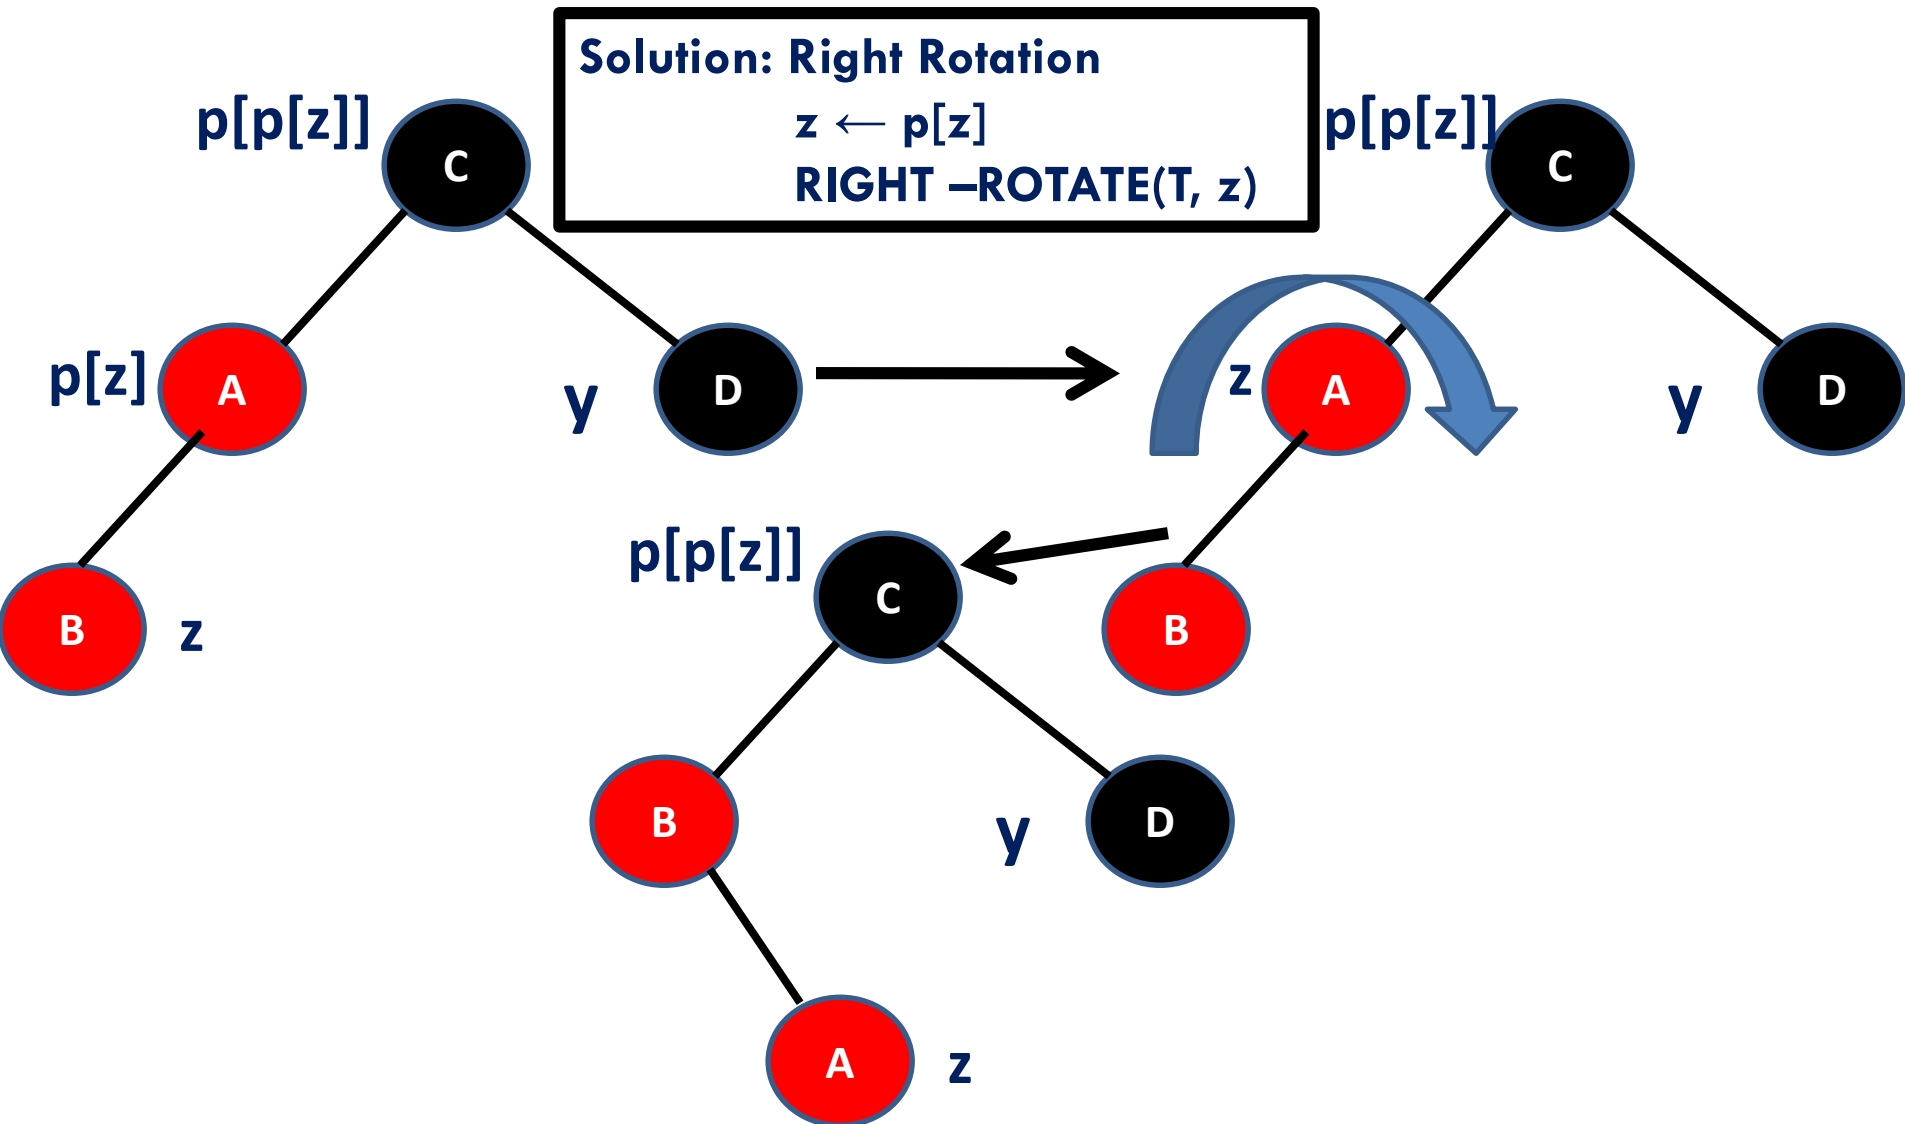 Solution: Right Rotation
z ← p[z]
RIGHT –ROTATE(T, z)
p[p[z]]
C
p[z]
A
y
D
B
z
p[p[z]]
C
z
A
y
D
B
p[p[z]]
C
B
y
D
A
z